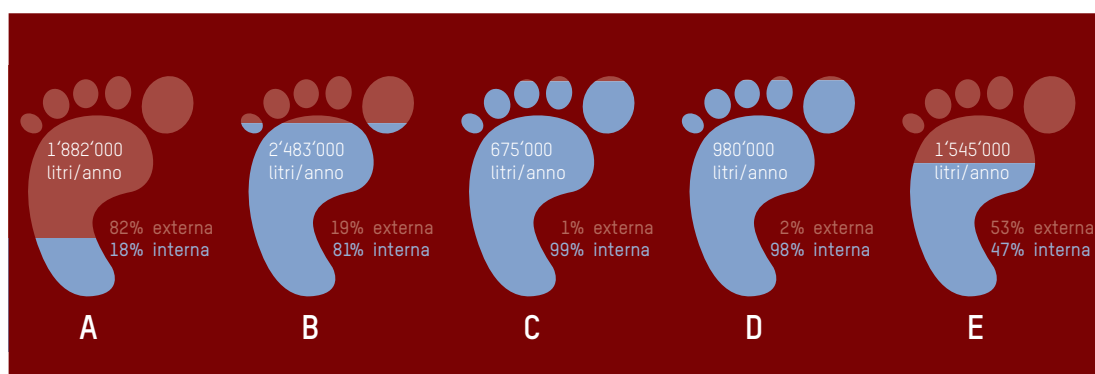 1’882’000
litri/anno
82% externa
18% interna
A
2’483’000
litri/anno
19% externa
81% interna
B
675’000
litri/anno
1% externa
99% interna
C
980’000
litri/anno
2% externa
98% interna
D
1’545’000
litri/anno
53% externa
47% interna
E